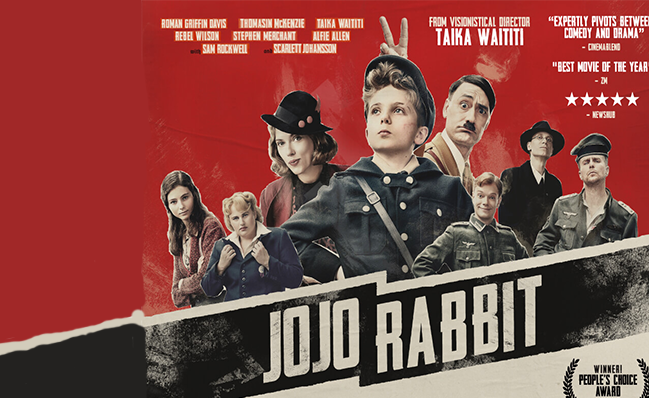 ROMAN GRIFFIN DAVIS THOMASIN McKENZIE TAIKA WAITITI
REBEL WILSON STEPHEN MERCHANT ALFIE ALLEN
SAM ROCKWELL SCARLETT JOHANSSON
FROM VISIONISTICAL DIRECTOR
TAIKA WAITITI
"EXPERTLY PIVOTS BETWEEN
COMEDY AND DRAMA"
- CINEMABLEND
"BEST MOVIE OF THE YEAR"
- ZM
- NEWSHUB
JOJO RABBIT
WINNER!
PEOPLE'S CHOICE
AWARD